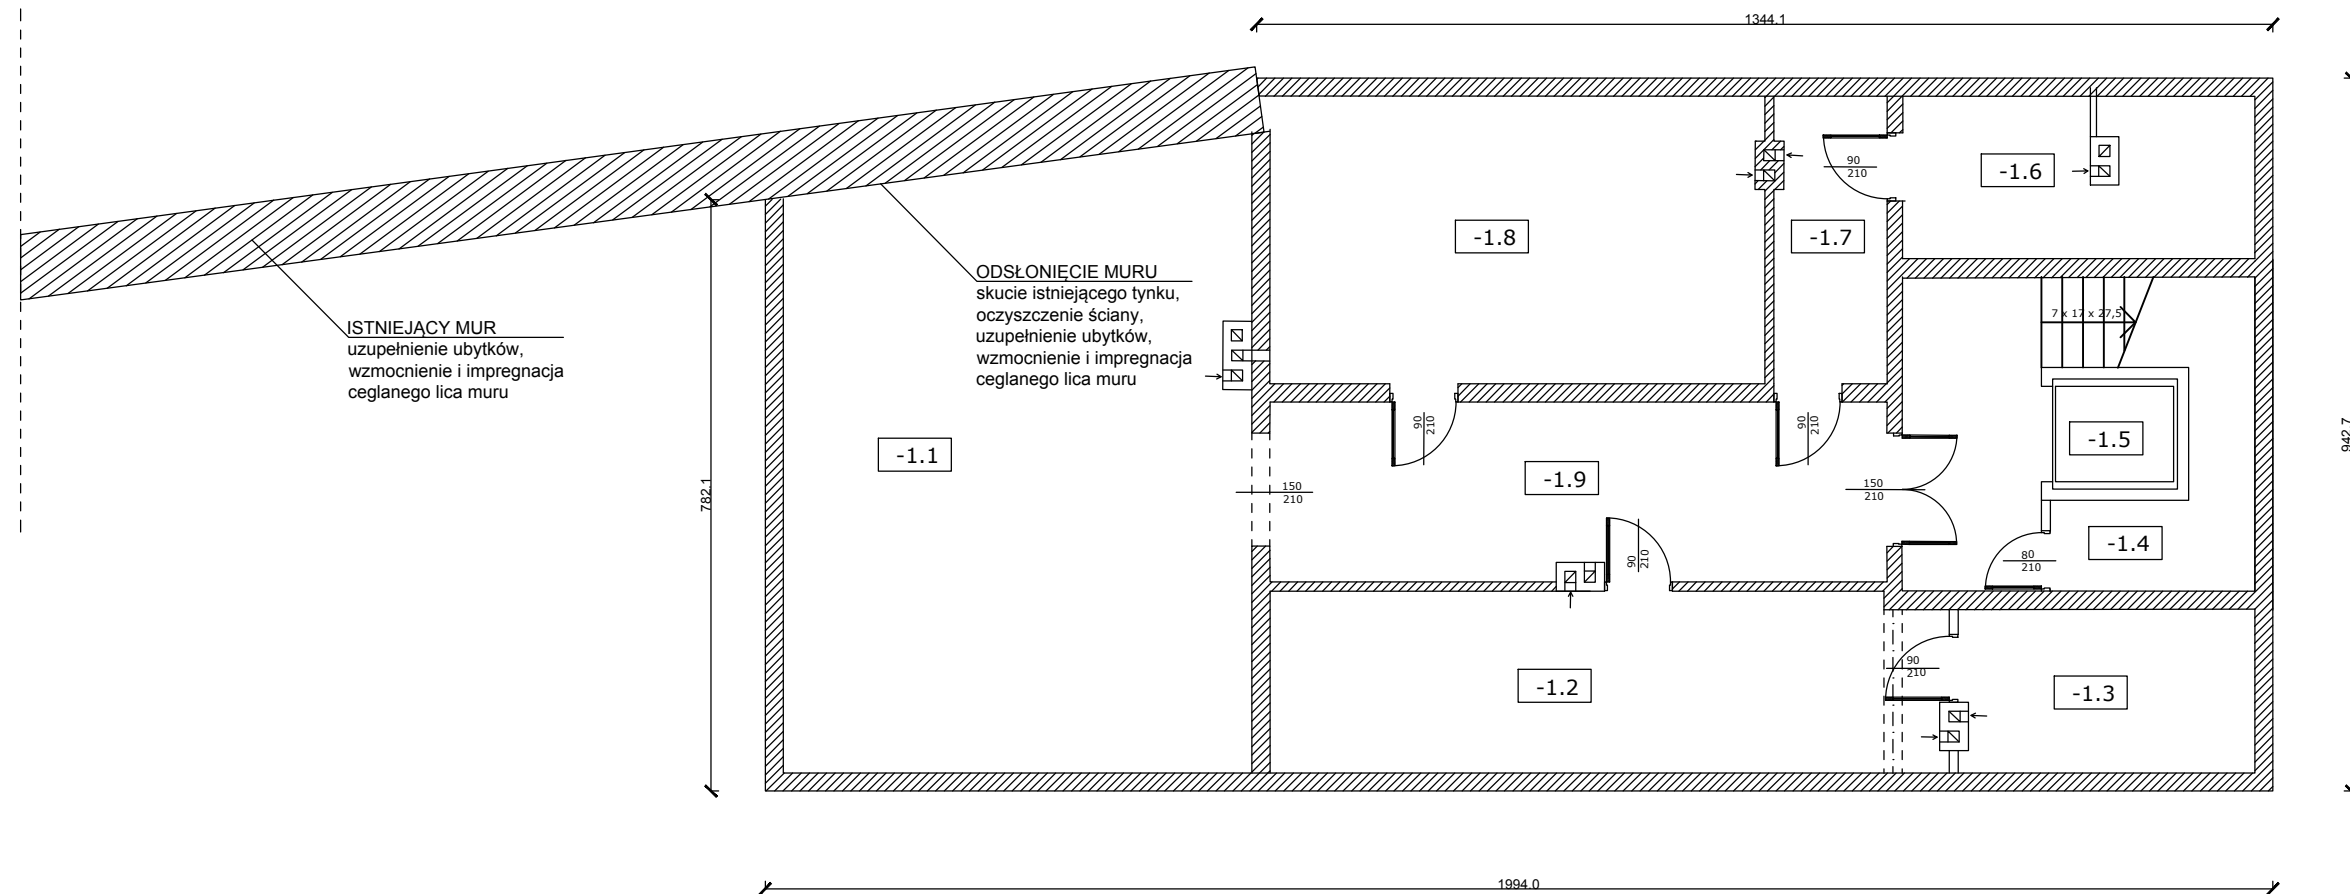 1344.1
-1.6
90
210
-1.8
-1.7
ODSŁONIĘCIE MURU
skucie istniejącego tynku,
oczyszczenie ściany,
uzupełnienie ubytków,
wzmocnienie i impregnacja
ceglanego lica muru
ISTNIEJĄCY MUR
uzupełnienie ubytków,
wzmocnienie i impregnacja
ceglanego lica muru
7 x 17 x 27,5
90
210
90
210
942.7
-1.5
-1.1
-1.9
782.1
150
210
150
210
-1.4
90
210
80
210
90
210
-1.2
-1.3
1994.0